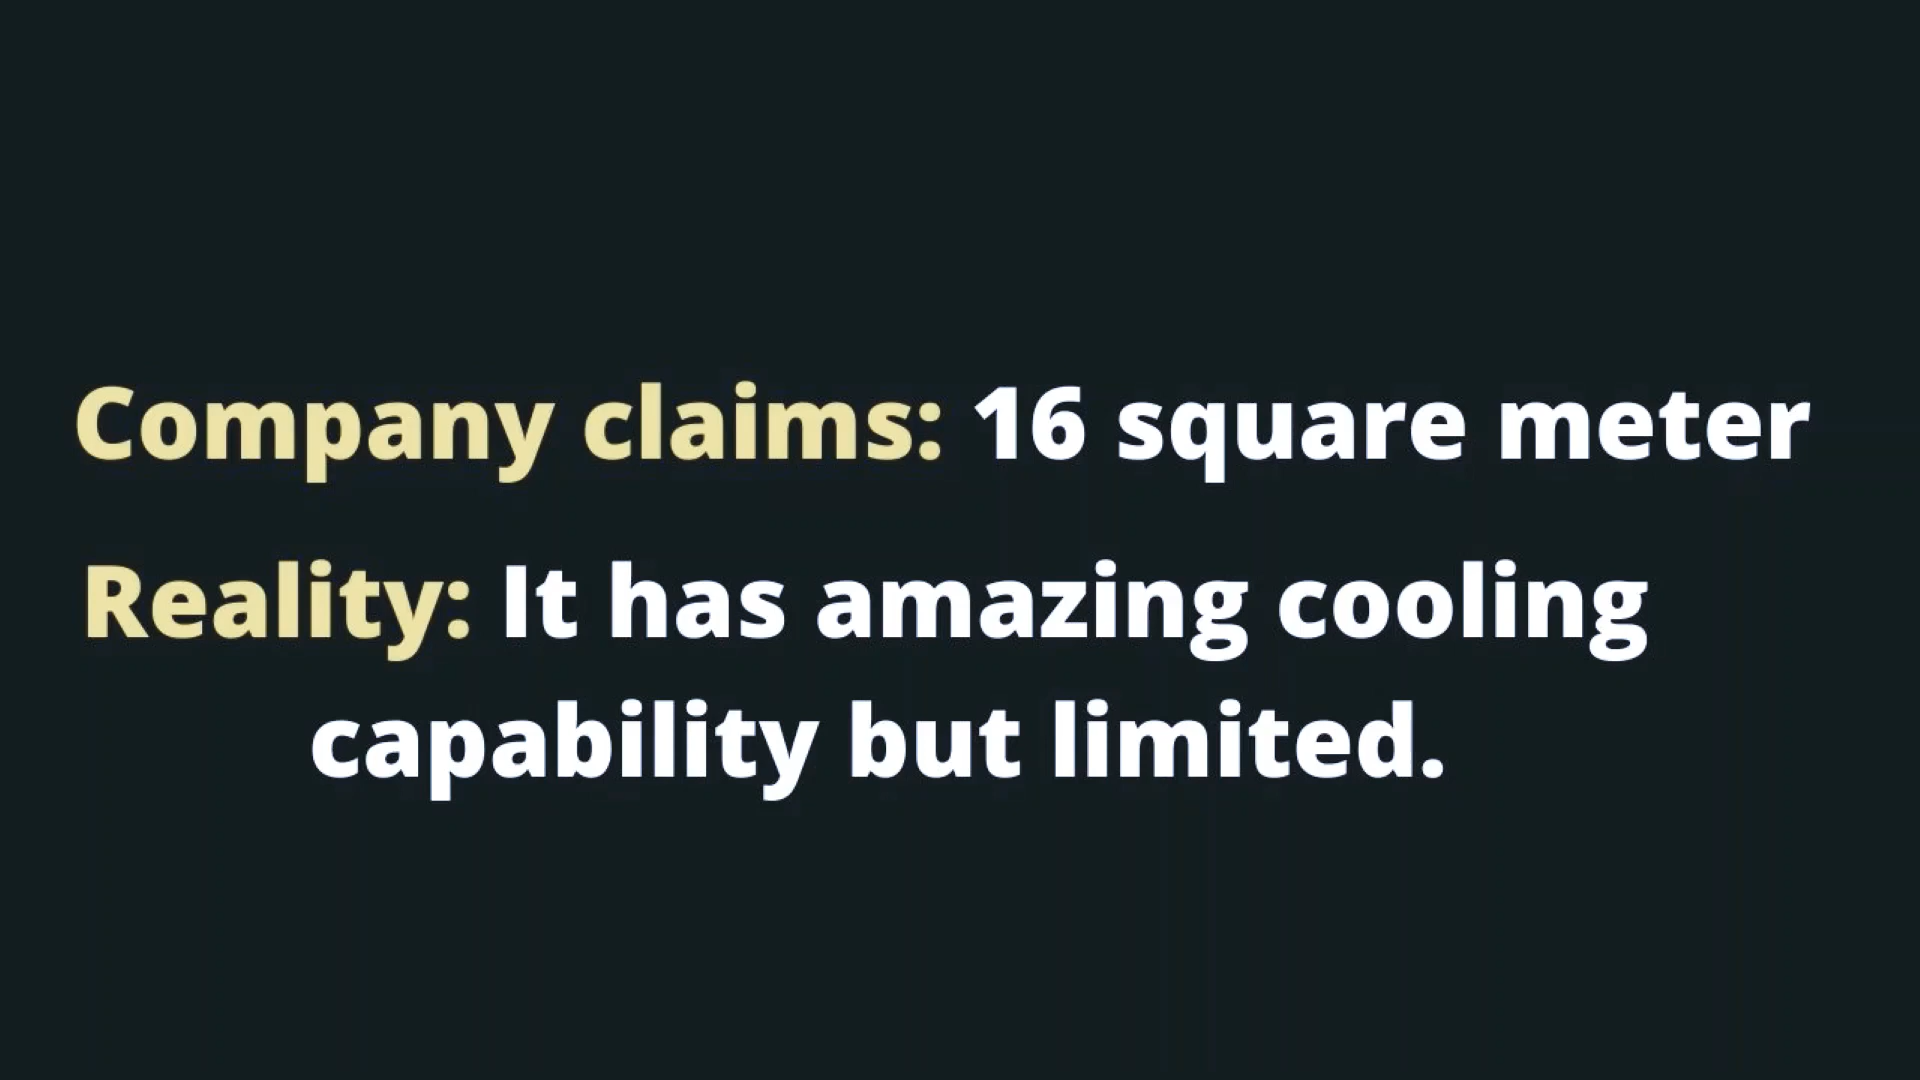 Company claims: 16 square meter
Reality: It has amazing cooling
capability but limited.